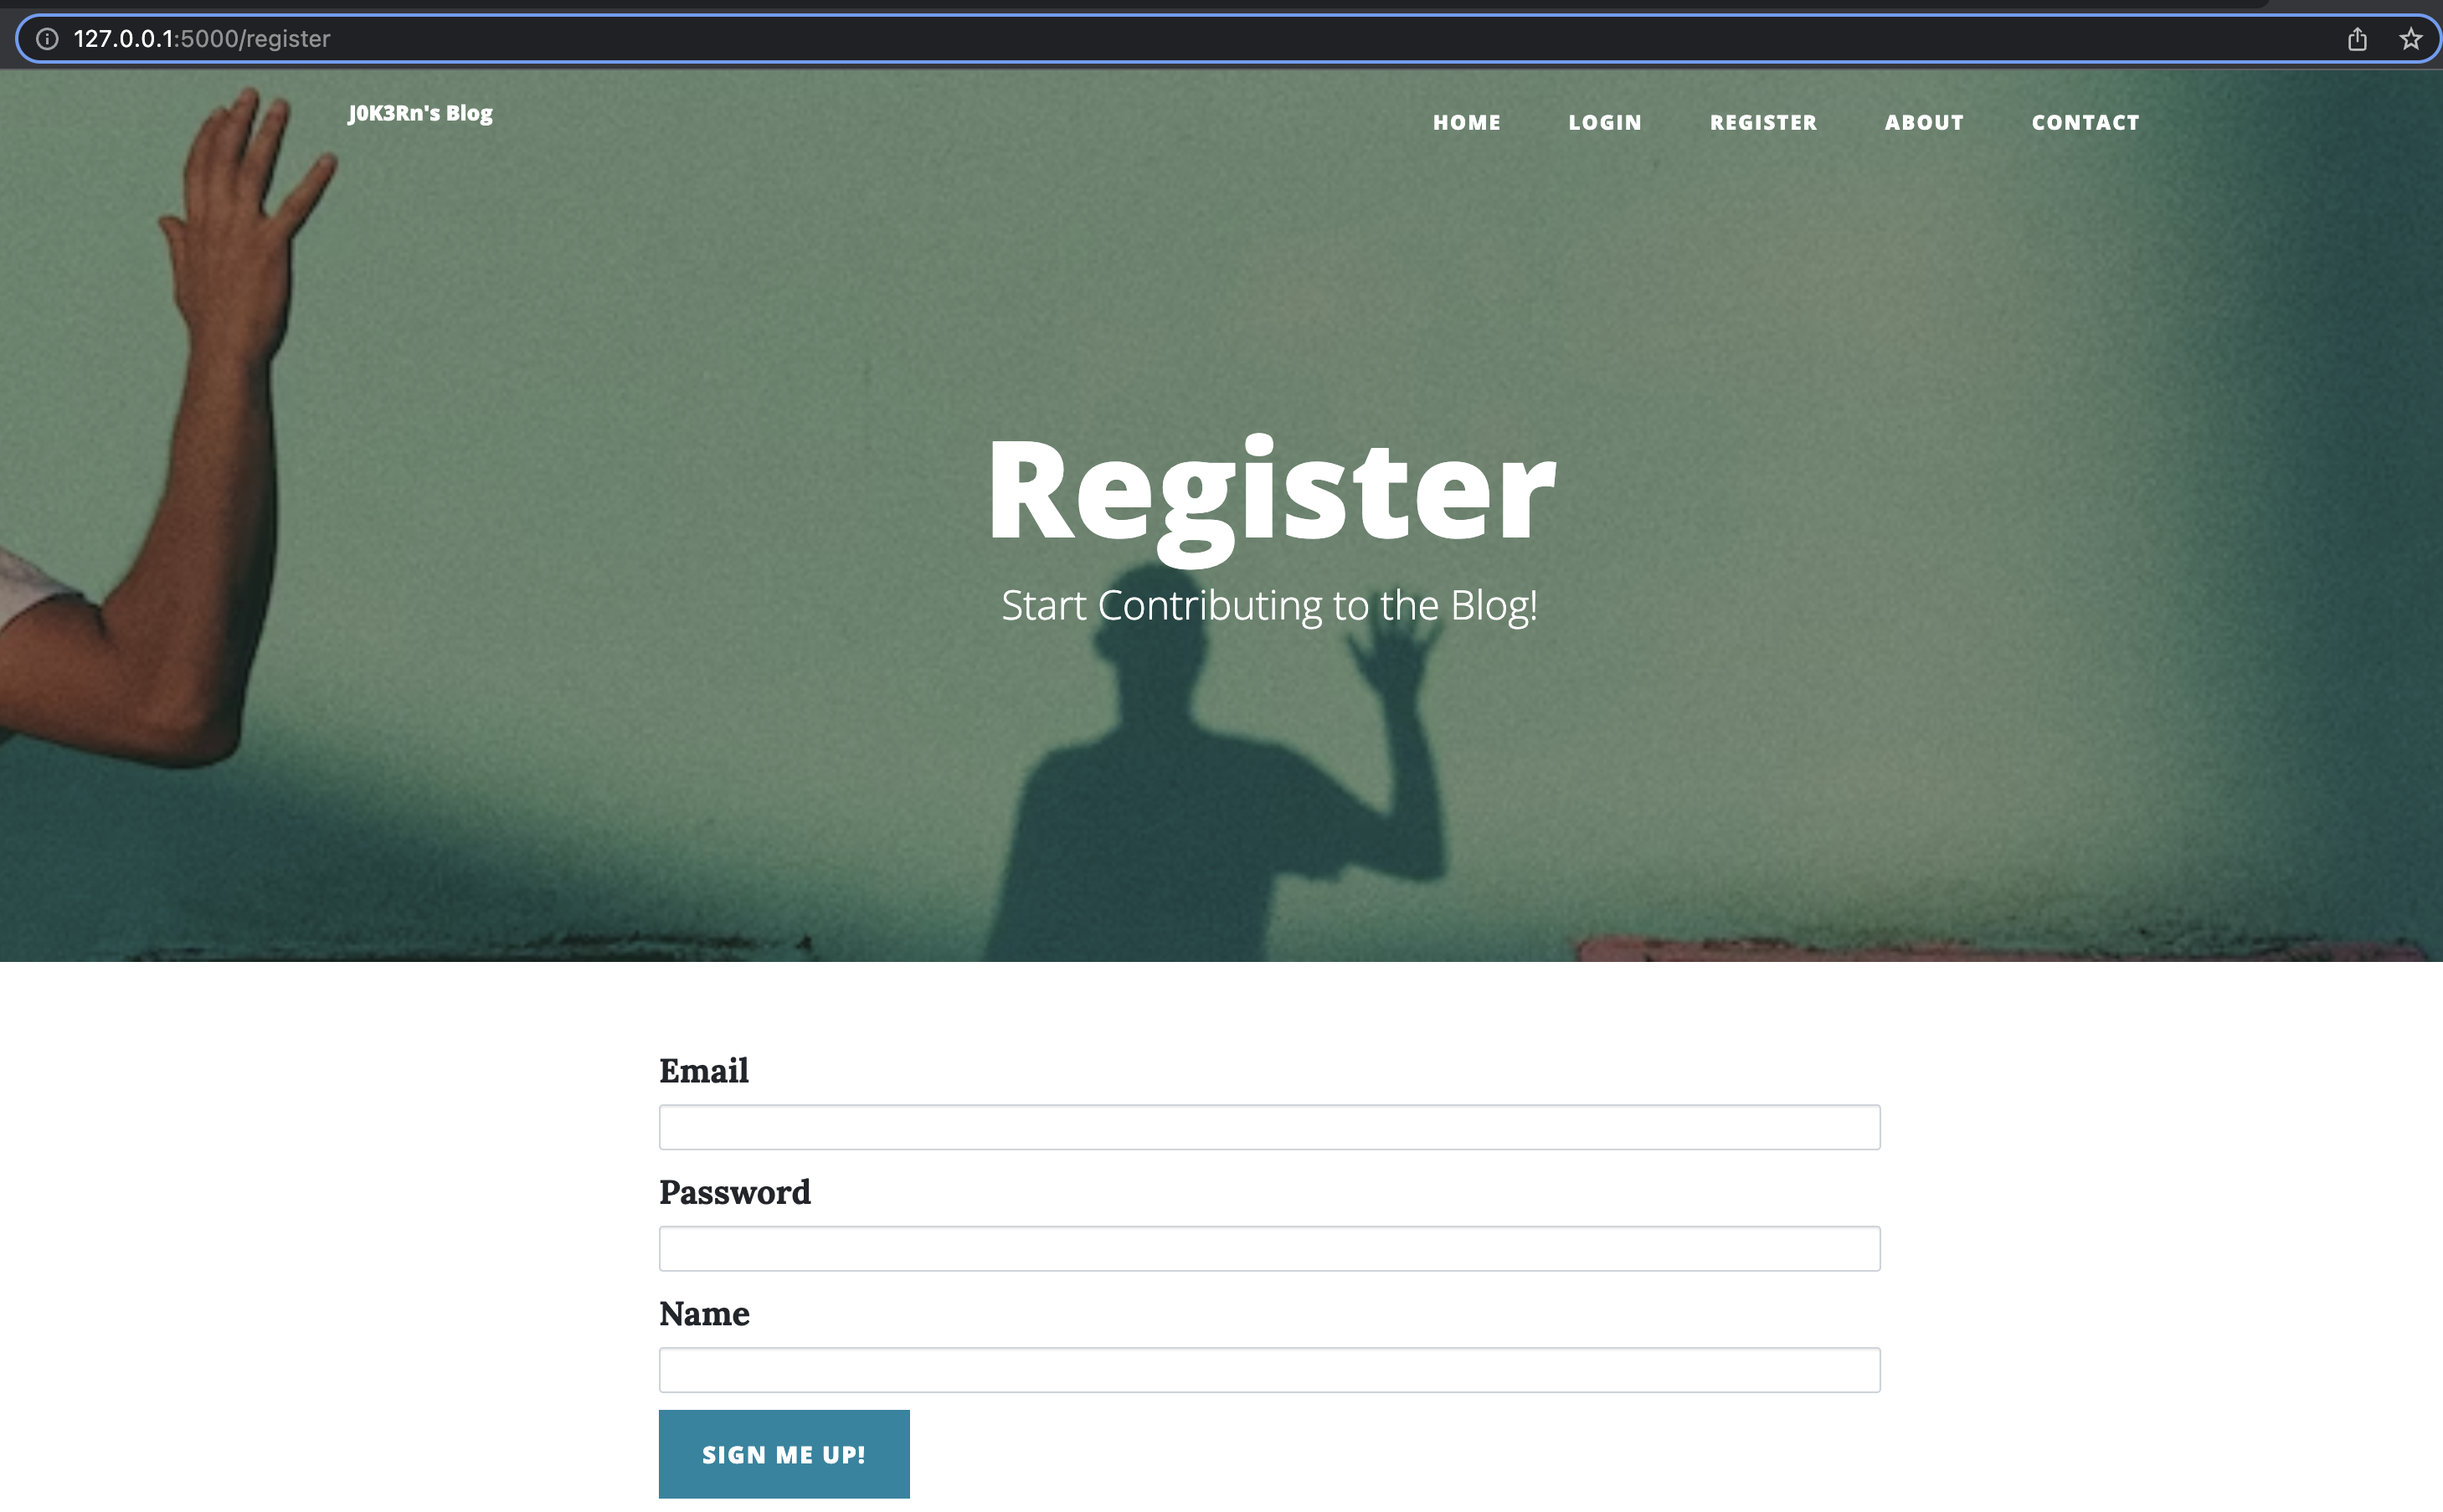 127.0.0.1:5000/register
J0K3Rn's Blog
HOME LOGIN REGISTER ABOUT CONTACT
Register
Start Contributing to the Blog!
Email
Password
Name
SIGN ME UP!